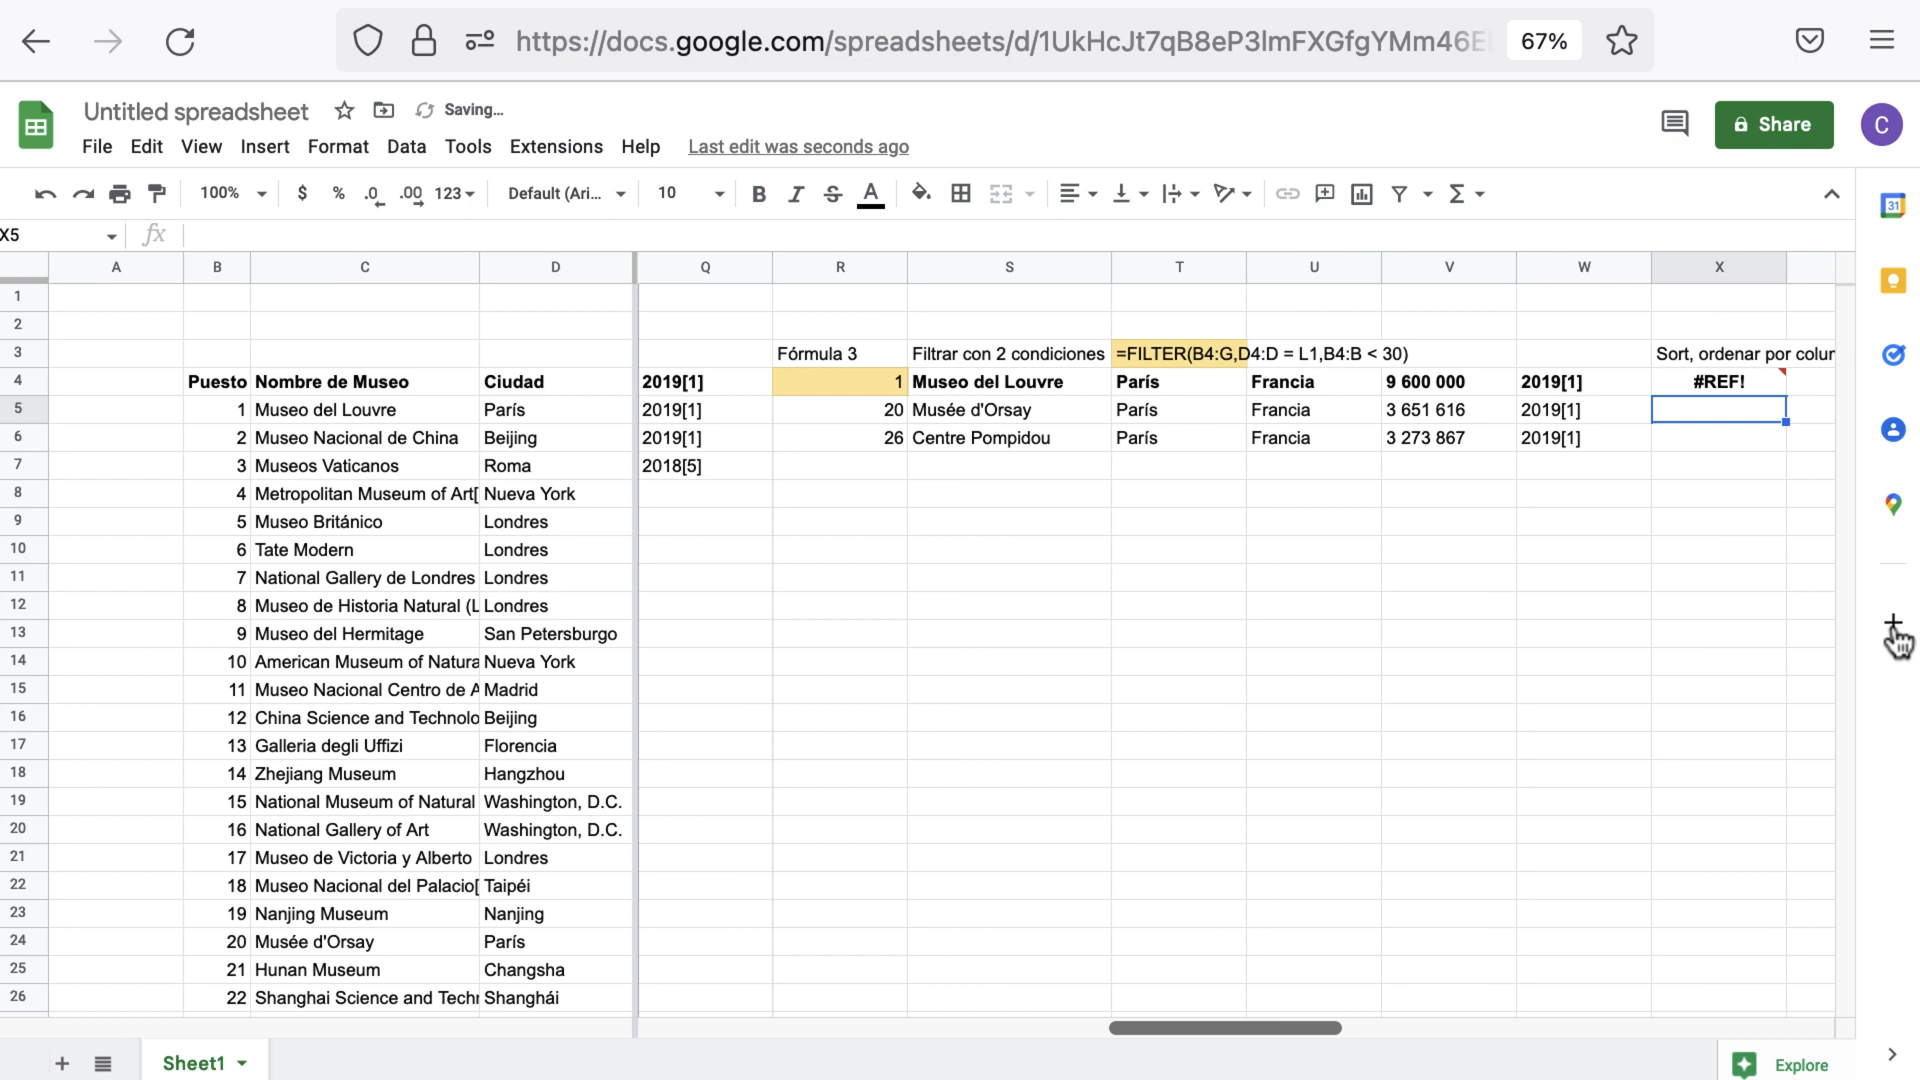 https://docs.google.com/spreadsheets/d/1UkHcJt7qB8eP3lmFXGfgYMm46E 67%
Untitled spreadsheet Saving... Share C
File Edit View Insert Format Data Tools Extensions Help Last edit was seconds ago
100% $ % .0 .00 123 Default (Ari... 10 B I S A Σ 31
X5 fx
A B C D Q R S T U V W X
1
2
3 Fórmula 3 Filtrar con 2 condiciones =FILTER(B4:G,D4:D = L1,B4:B < 30) Sort, ordenar por colur
4 Puesto Nombre de Museo Ciudad 2019[1] 1 Museo del Louvre París Francia 9 600 000 2019[1] #REF!
5 1 Museo del Louvre París 2019[1] 20 Musée d'Orsay París Francia 3 651 616 2019[1]
6 2 Museo Nacional de China Beijing 2019[1] 26 Centre Pompidou París Francia 3 273 867 2019[1]
7 3 Museos Vaticanos Roma 2018[5]
8 4 Metropolitan Museum of Art[ Nueva York
9 5 Museo Británico Londres
10 6 Tate Modern Londres
11 7 National Gallery de Londres Londres
12 8 Museo de Historia Natural (L Londres
13 9 Museo del Hermitage San Petersburgo
14 10 American Museum of Natura Nueva York
15 11 Museo Nacional Centro de A Madrid
16 12 China Science and Technolo Beijing
17 13 Galleria degli Uffizi Florencia
18 14 Zhejiang Museum Hangzhou
19 15 National Museum of Natural Washington, D.C.
20 16 National Gallery of Art Washington, D.C.
21 17 Museo de Victoria y Alberto Londres
22 18 Museo Nacional del Palacio[ Taipéi
23 19 Nanjing Museum Nanjing
24 20 Musée d'Orsay París
25 21 Hunan Museum Changsha
26 22 Shanghai Science and Techr Shanghái
Sheet1 Explore